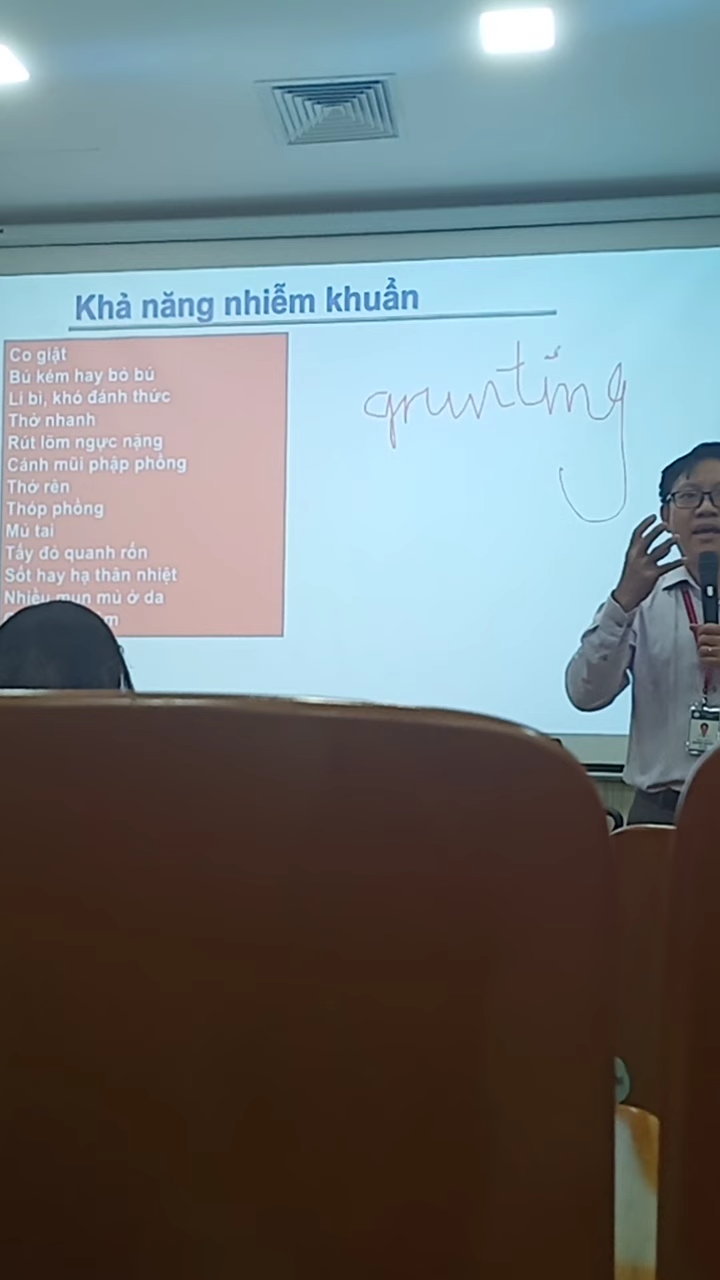 Khả năng nhiễm khuẩn
Co giật
Bú kém hay bỏ bú
Li bì, khó đánh thức
Thở nhanh
Rút lõm ngực nặng
Cánh mũi phập phồng
Thở rên
Thóp phồng
Mủ tai
Tấy đỏ quanh rốn
Sốt hay hạ thân nhiệt
Nhiều mụn mủ ở da
grunting